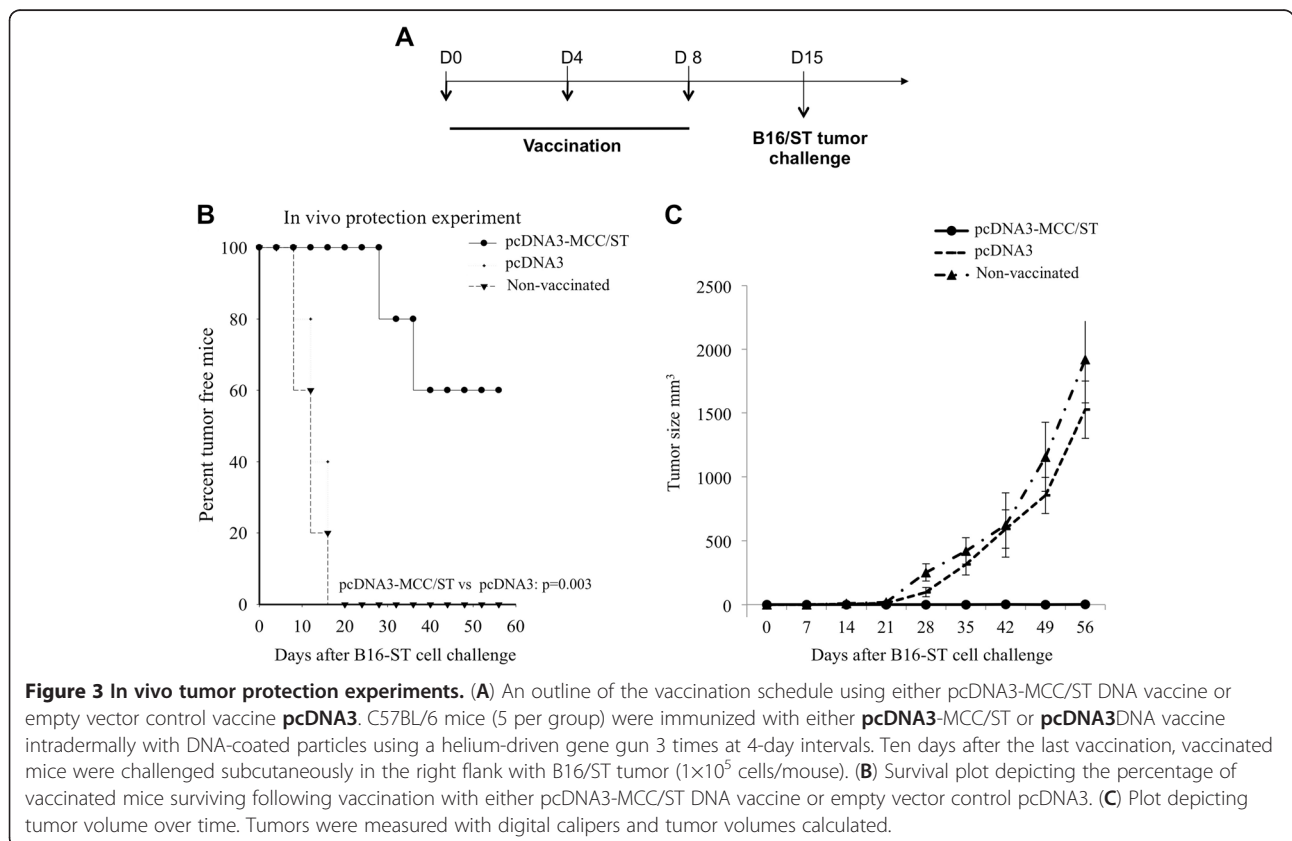 A
D0 D4 D 8 D15
Vaccination
B16/ST tumor
challenge
B
In vivo protection experiment
pcDNA3-MCC/ST
pcDNA3
Non-vaccinated
Percent tumor free mice
100
80
60
40
20
0
pcDNA3-MCC/ST vs pcDNA3: p=0.003
0 10 20 30 40 50 60
Days after B16-ST cell challenge
C
pcDNA3-MCC/ST
pcDNA3
Non-vaccinated
Tumor size mm³
2500
2000
1500
1000
500
0
0 7 14 21 28 35 42 49 56
Days after B16-ST cell challenge
Figure 3 In vivo tumor protection experiments. (A) An outline of the vaccination schedule using either pcDNA3-MCC/ST DNA vaccine or
empty vector control vaccine pcDNA3. C57BL/6 mice (5 per group) were immunized with either pcDNA3-MCC/ST or pcDNA3DNA vaccine
intradermally with DNA-coated particles using a helium-driven gene gun 3 times at 4-day intervals. Ten days after the last vaccination, vaccinated
mice were challenged subcutaneously in the right flank with B16/ST tumor (1×10⁵ cells/mouse). (B) Survival plot depicting the percentage of
vaccinated mice surviving following vaccination with either pcDNA3-MCC/ST DNA vaccine or empty vector control pcDNA3. (C) Plot depicting
tumor volume over time. Tumors were measured with digital calipers and tumor volumes calculated.